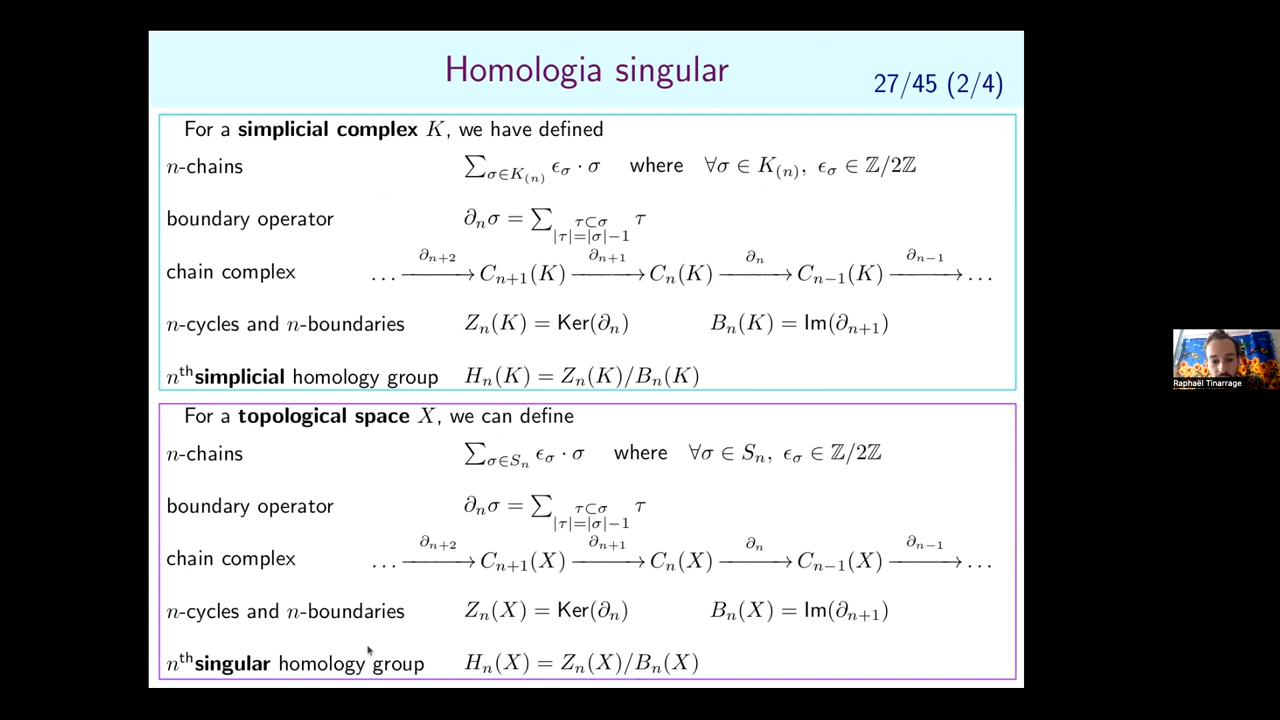 Homologia singular
27/45 (2/4)
For a simplicial complex K, we have defined
n-chains ∑_{σ∈K_{(n)}} ϵ_σ · σ where ∀σ ∈ K_{(n)}, ϵ_σ ∈ ℤ/2ℤ
boundary operator ∂_nσ = ∑_{τ⊂σ |τ|=|σ|−1} τ
chain complex … —∂_{n+2}→ C_{n+1}(K) —∂_{n+1}→ C_n(K) —∂_n→ C_{n−1}(K) —∂_{n−1}→ …
n-cycles and n-boundaries Z_n(K) = Ker(∂_n) B_n(K) = Im(∂_{n+1})
n^th simplicial homology group H_n(K) = Z_n(K)/B_n(K)
For a topological space X, we can define
n-chains ∑_{σ∈S_n} ϵ_σ · σ where ∀σ ∈ S_n, ϵ_σ ∈ ℤ/2ℤ
boundary operator ∂_nσ = ∑_{τ⊂σ |τ|=|σ|−1} τ
chain complex … —∂_{n+2}→ C_{n+1}(X) —∂_{n+1}→ C_n(X) —∂_n→ C_{n−1}(X) —∂_{n−1}→ …
n-cycles and n-boundaries Z_n(X) = Ker(∂_n) B_n(X) = Im(∂_{n+1})
n^th singular homology group H_n(X) = Z_n(X)/B_n(X)
Raphaël Tinarrage